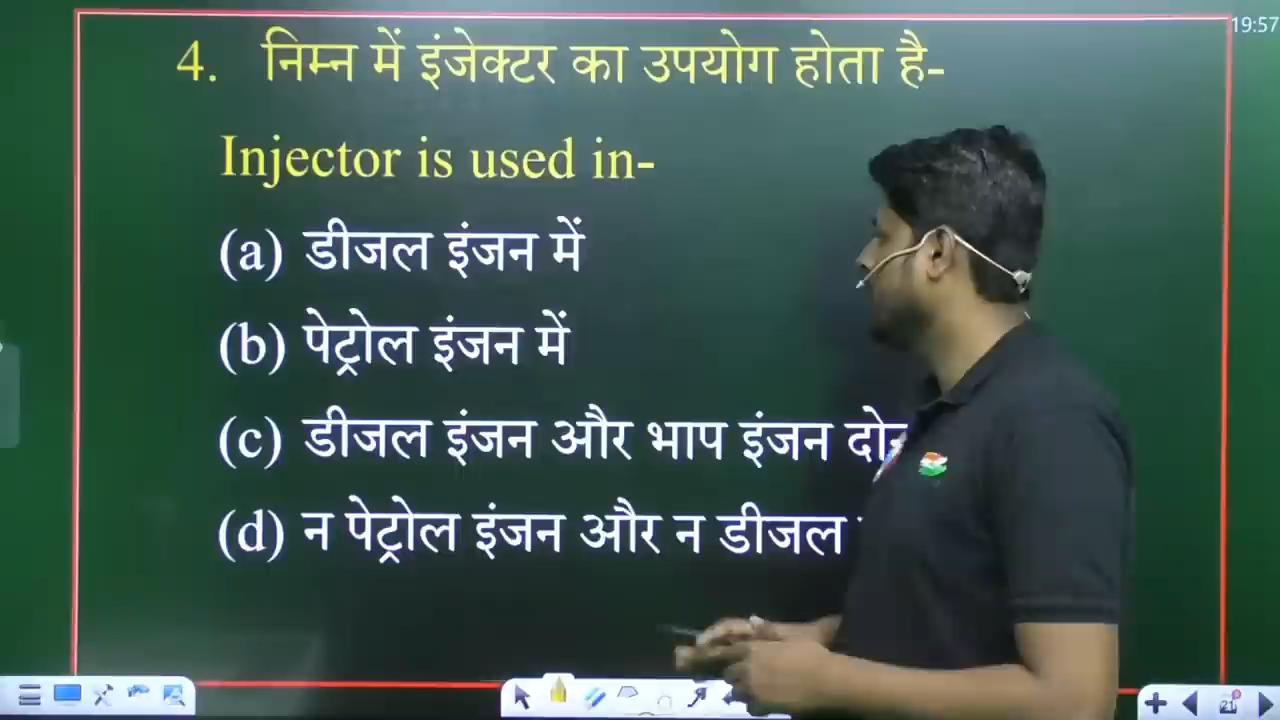 19:57
4. निम्न में इंजेक्टर का उपयोग होता है-
Injector is used in-
(a) डीजल इंजन में
(b) पेट्रोल इंजन में
(c) डीजल इंजन और भाप इंजन
(d) न पेट्रोल इंजन और न डीजल
21